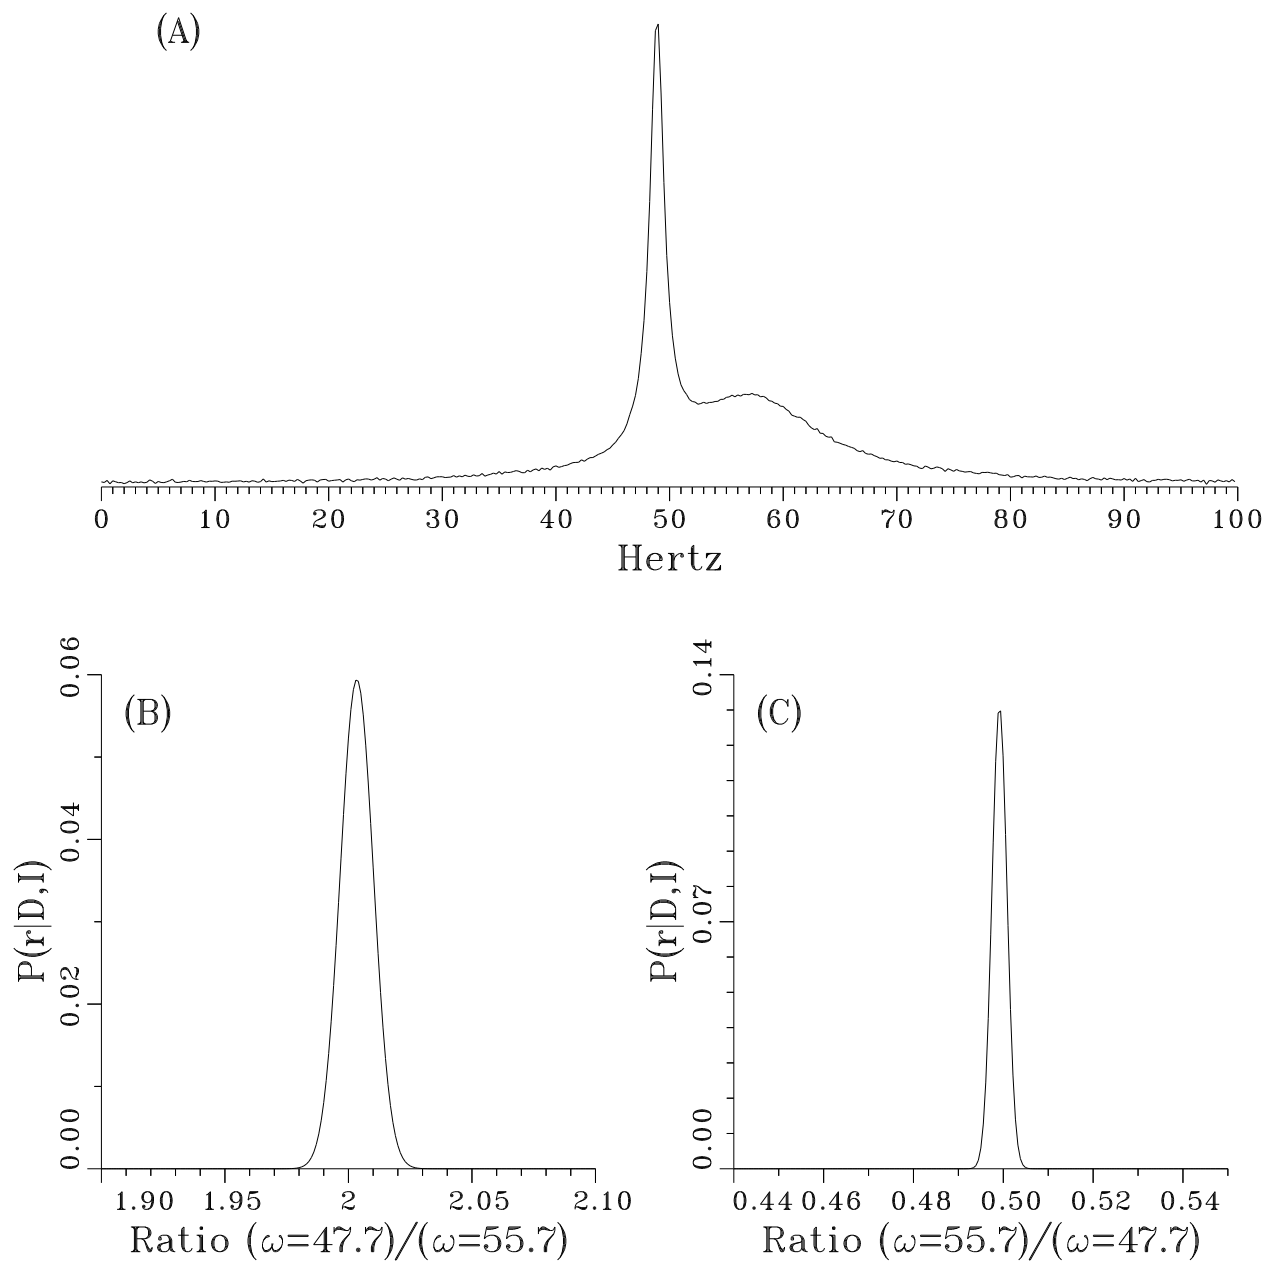 (A)
0 10 20 30 40 50 60 70 80 90 100
Hertz
(B)
0.06
0.04
0.02
0.00
P(r|D,I)
1.90 1.95 2 2.05 2.10
Ratio (ω=47.7)/(ω=55.7)
(C)
0.14
0.07
0.00
P(r|D,I)
0.44 0.46 0.48 0.50 0.52 0.54
Ratio (ω=55.7)/(ω=47.7)